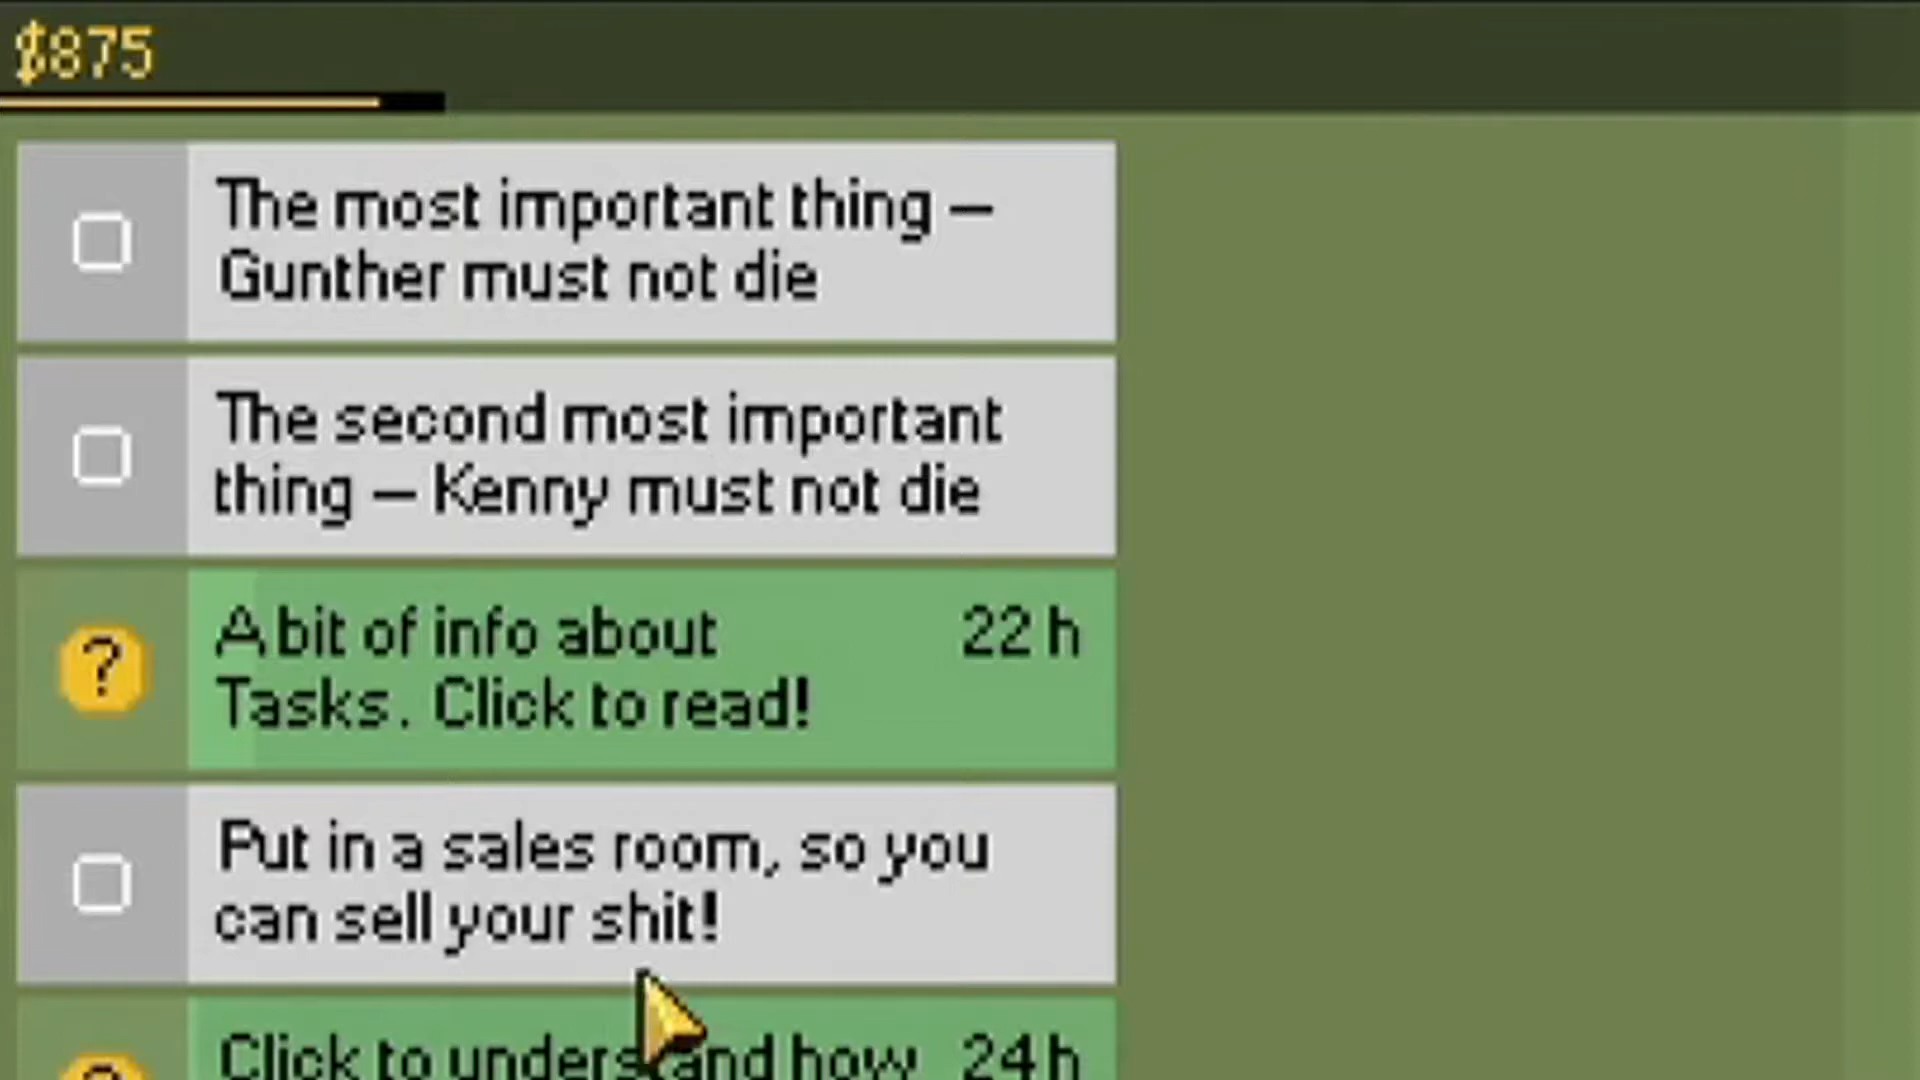 $875
The most important thing —
Gunther must not die
The second most important
thing — Kenny must not die
A bit of info about
22 h
Tasks. Click to read!
Put in a sales room, so you
can sell your shit!
Click to understand how
24 h